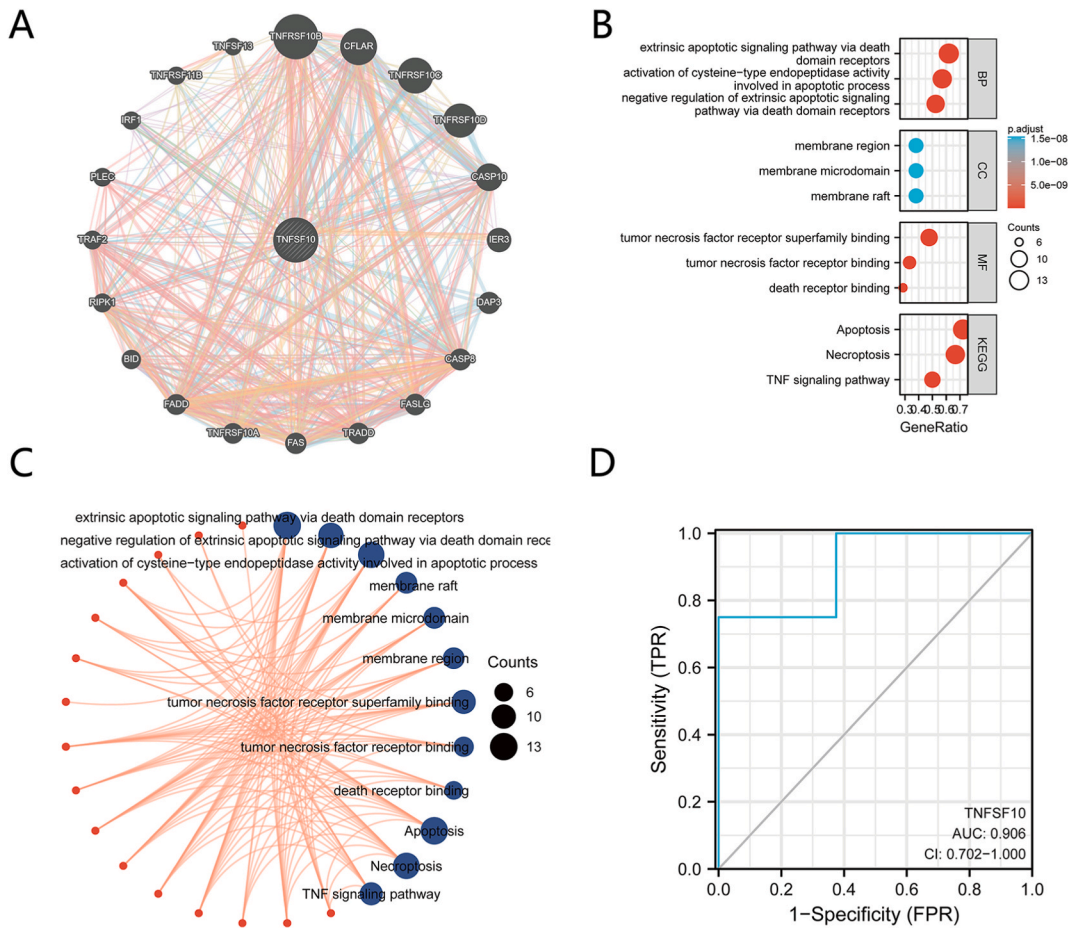 A
TNFRSF10B
TNFSF13
CFLAR
TNFRSF11B
TNFRSF10C
IRF1
TNFRSF10D
PLEC
CASP10
TNFSF10
TRAF2
IER3
RIPK1
DAP3
BID
CASP8
FADD
FASLG
TNFRSF10A
FAS
TRADD
B
extrinsic apoptotic signaling pathway via death
domain receptors
activation of cysteine−type endopeptidase activity
involved in apoptotic process
negative regulation of extrinsic apoptotic signaling
pathway via death domain receptors
BP
membrane region
membrane microdomain
membrane raft
CC
tumor necrosis factor receptor superfamily binding
tumor necrosis factor receptor binding
death receptor binding
MF
Apoptosis
Necroptosis
TNF signaling pathway
KEGG
0.3 0.4 0.5 0.6 0.7
GeneRatio
p.adjust
1.5e−08
1.0e−08
5.0e−09
Counts
6
10
13
C
extrinsic apoptotic signaling pathway via death domain receptors
negative regulation of extrinsic apoptotic signaling pathway via death domain rece
activation of cysteine−type endopeptidase activity involved in apoptotic process
membrane raft
membrane microdomain
membrane region
tumor necrosis factor receptor superfamily binding
tumor necrosis factor receptor binding
death receptor binding
Apoptosis
Necroptosis
TNF signaling pathway
Counts
6
10
13
D
1.0
0.8
0.6
0.4
0.2
0.0
Sensitivity (TPR)
TNFSF10
AUC: 0.906
CI: 0.702−1.000
0.0 0.2 0.4 0.6 0.8 1.0
1−Specificity (FPR)